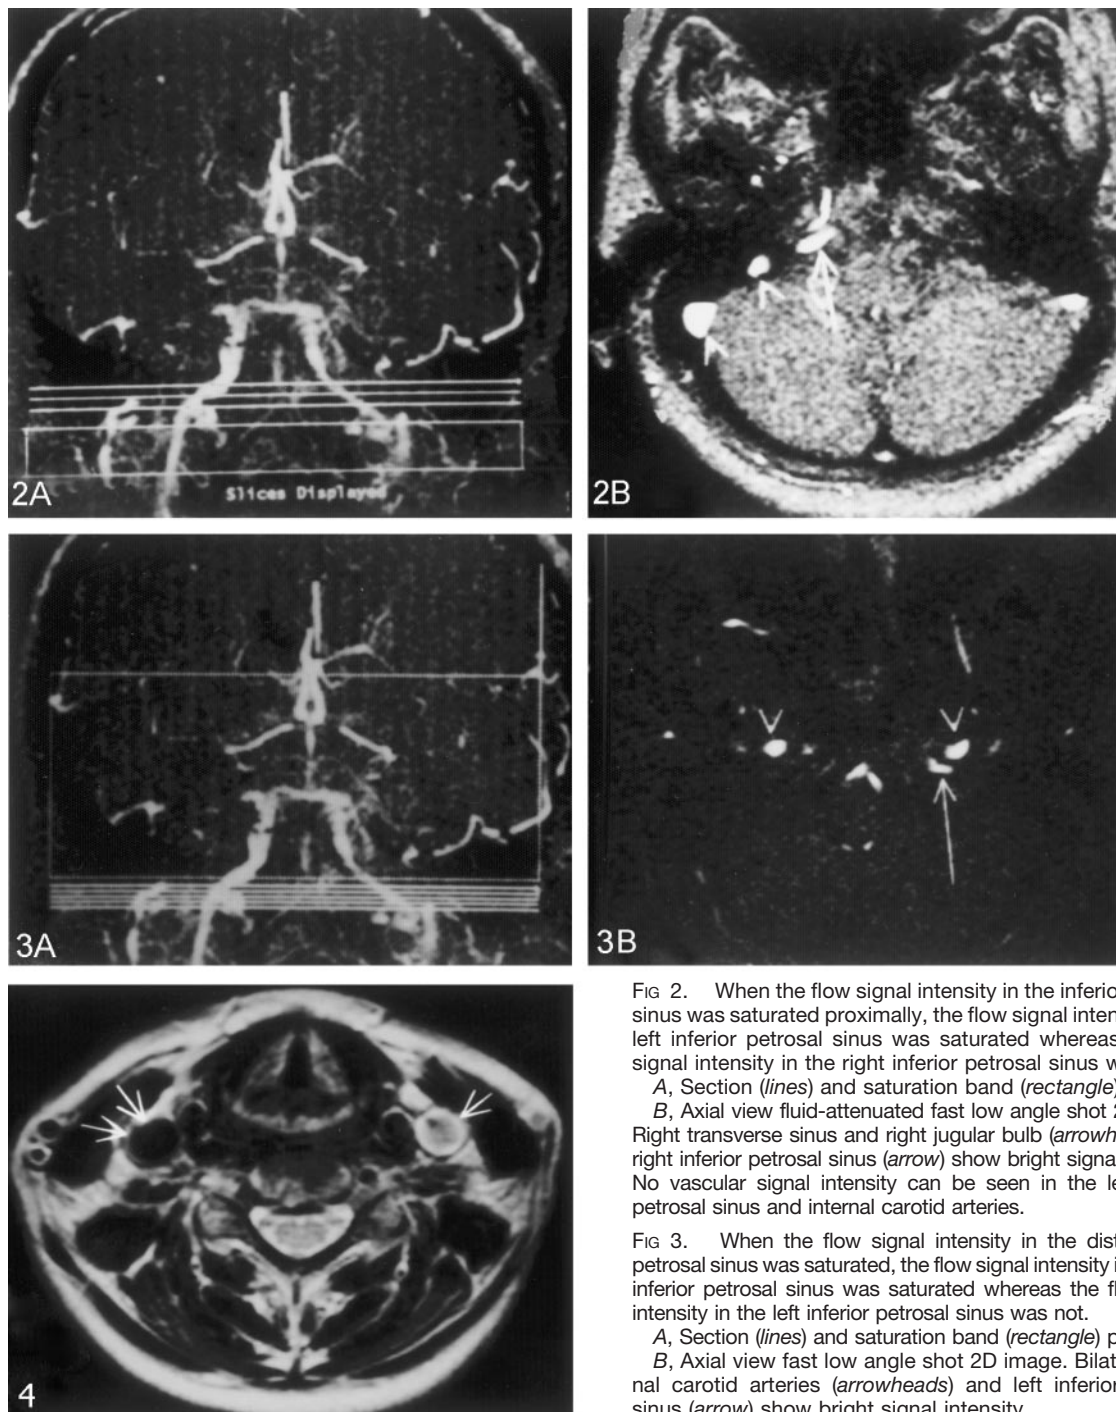 2A
Slices Displayed
2B
3A
3B
4
FIG 2. When the flow signal intensity in the inferio
sinus was saturated proximally, the flow signal inten
left inferior petrosal sinus was saturated whereas
signal intensity in the right inferior petrosal sinus w
A, Section (lines) and saturation band (rectangle)
B, Axial view fluid-attenuated fast low angle shot 2
Right transverse sinus and right jugular bulb (arrowh
right inferior petrosal sinus (arrow) show bright signal
No vascular signal intensity can be seen in the le
petrosal sinus and internal carotid arteries.
FIG 3. When the flow signal intensity in the dist
petrosal sinus was saturated, the flow signal intensity i
inferior petrosal sinus was saturated whereas the fl
intensity in the left inferior petrosal sinus was not.
A, Section (lines) and saturation band (rectangle) p
B, Axial view fast low angle shot 2D image. Bilat
nal carotid arteries (arrowheads) and left inferior
sinus (arrow) show bright signal intensity.